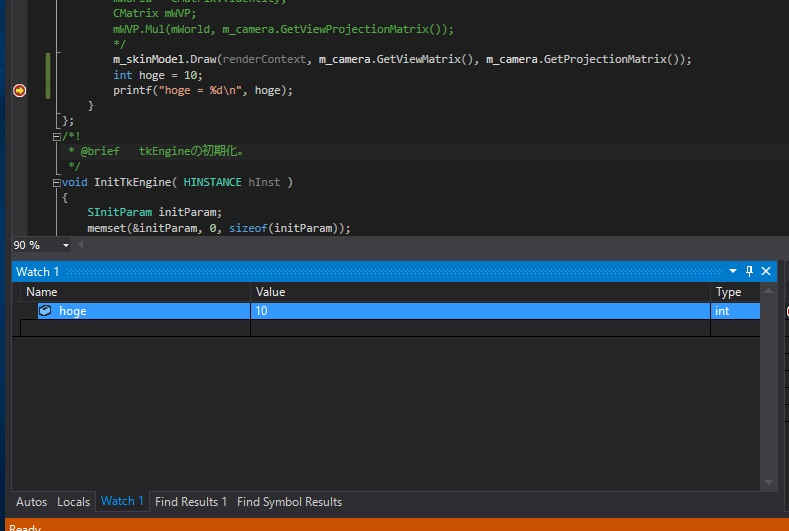 CMatrix mWVP;
mWVP.Mul(mWorld, m_camera.GetViewProjectionMatrix());
*/
m_skinModel.Draw(renderContext, m_camera.GetViewMatrix(), m_camera.GetProjectionMatrix());
int hoge = 10;
printf("hoge = %d\n", hoge);
}
};
/*!
* @brief tkEngineの初期化。
*/
void InitTkEngine( HINSTANCE hInst )
{
SInitParam initParam;
memset(&initParam, 0, sizeof(initParam));
90 %
Watch 1
Name Value Type
hoge 10 int
Autos Locals Watch 1 Find Results 1 Find Symbol Results
Ready